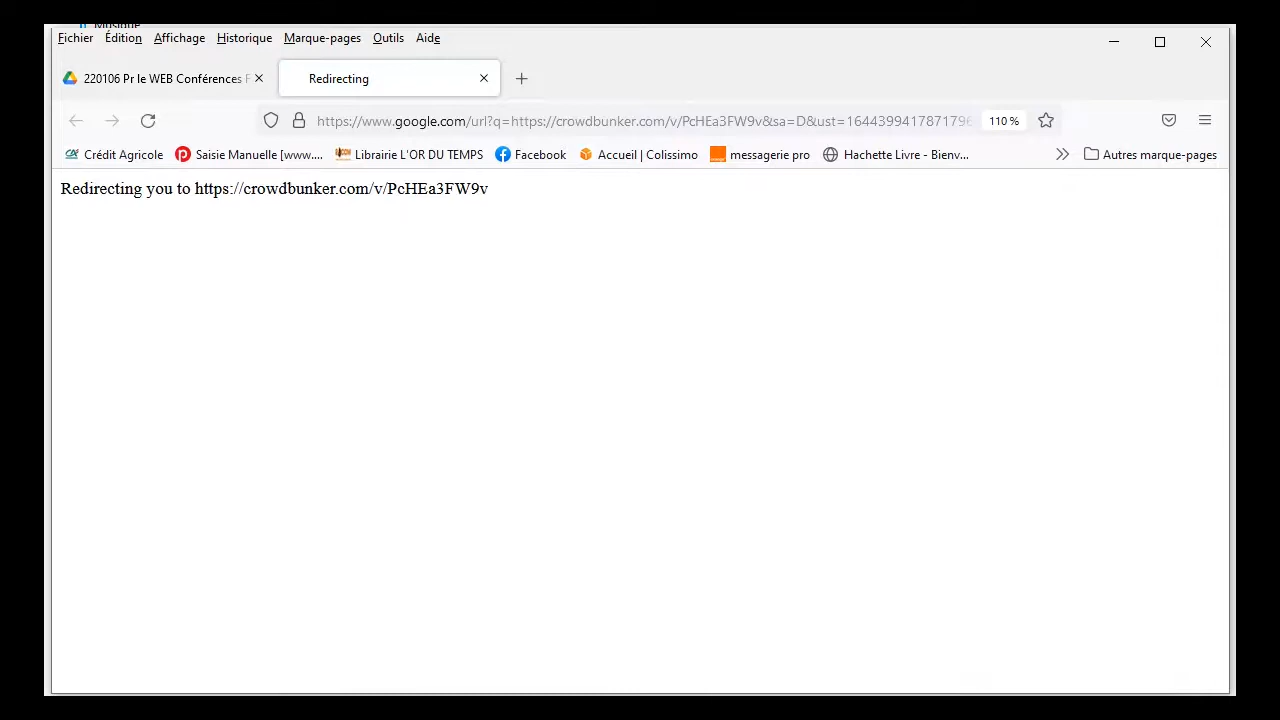 Musique
Fichier Édition Affichage Historique Marque-pages Outils Aide
220106 Pr le WEB Conférences
Redirecting
https://www.google.com/url?q=https://crowdbunker.com/v/PcHEa3FW9v&sa=D&ust=1644399417871796
110 %
Crédit Agricole
Saisie Manuelle [www....
Librairie L'OR DU TEMPS
Facebook
Accueil | Colissimo
messagerie pro
Hachette Livre - Bienv...
Autres marque-pages
Redirecting you to https://crowdbunker.com/v/PcHEa3FW9v